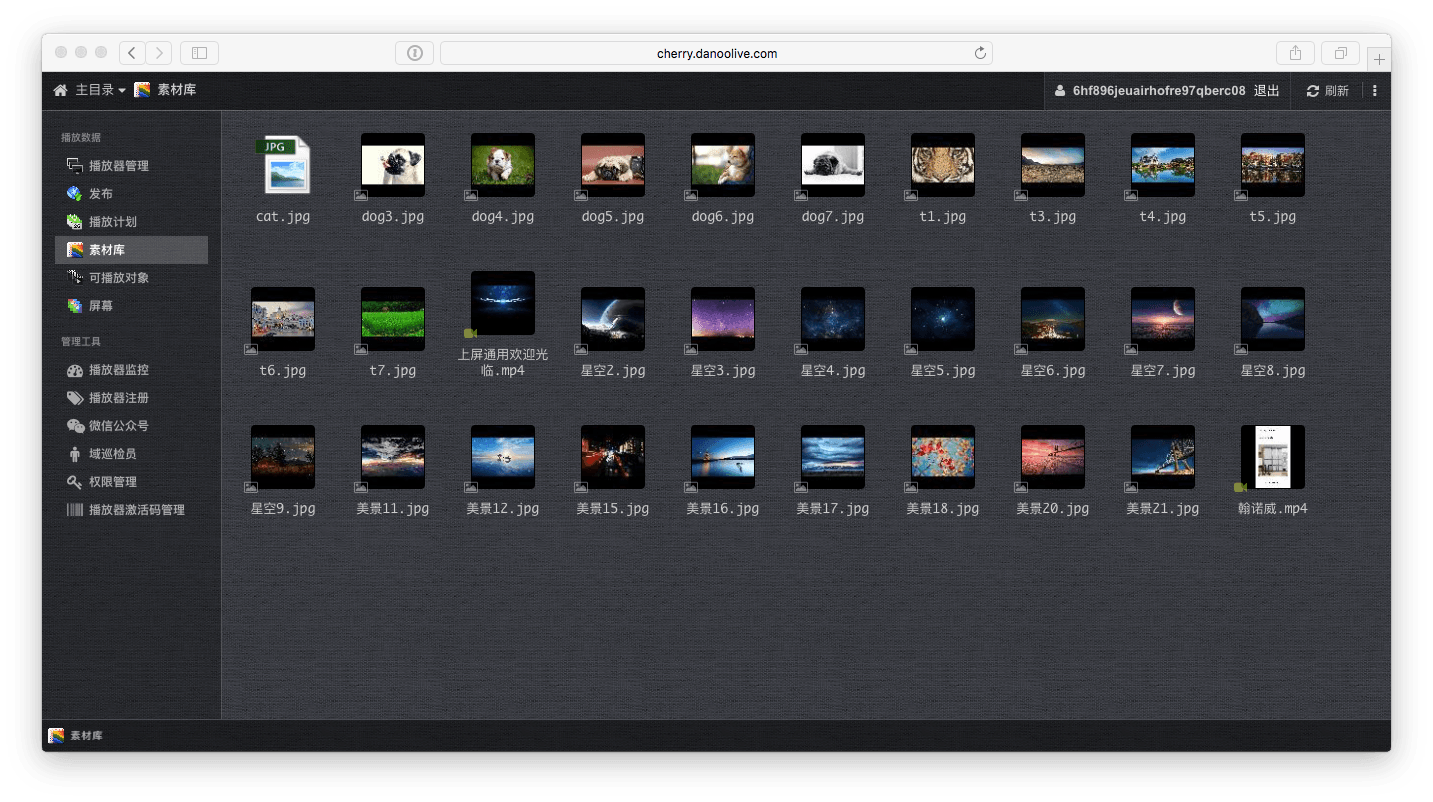 cherry.danoolive.com
主目录 素材库
6hf896jeuairhofre97qberc08 退出 刷新
播放数据
播放器管理
发布
播放计划
素材库
可播放对象
屏幕
管理工具
播放器监控
播放器注册
微信公众号
域巡检员
权限管理
播放器激活码管理
JPG
cat.jpg dog3.jpg dog4.jpg dog5.jpg dog6.jpg dog7.jpg t1.jpg t3.jpg t4.jpg t5.jpg
t6.jpg t7.jpg 上屏通用欢迎光
临.mp4 星空2.jpg 星空3.jpg 星空4.jpg 星空5.jpg 星空6.jpg 星空7.jpg 星空8.jpg
星空9.jpg 美景11.jpg 美景12.jpg 美景15.jpg 美景16.jpg 美景17.jpg 美景18.jpg 美景20.jpg 美景21.jpg 翰诺威.mp4
素材库